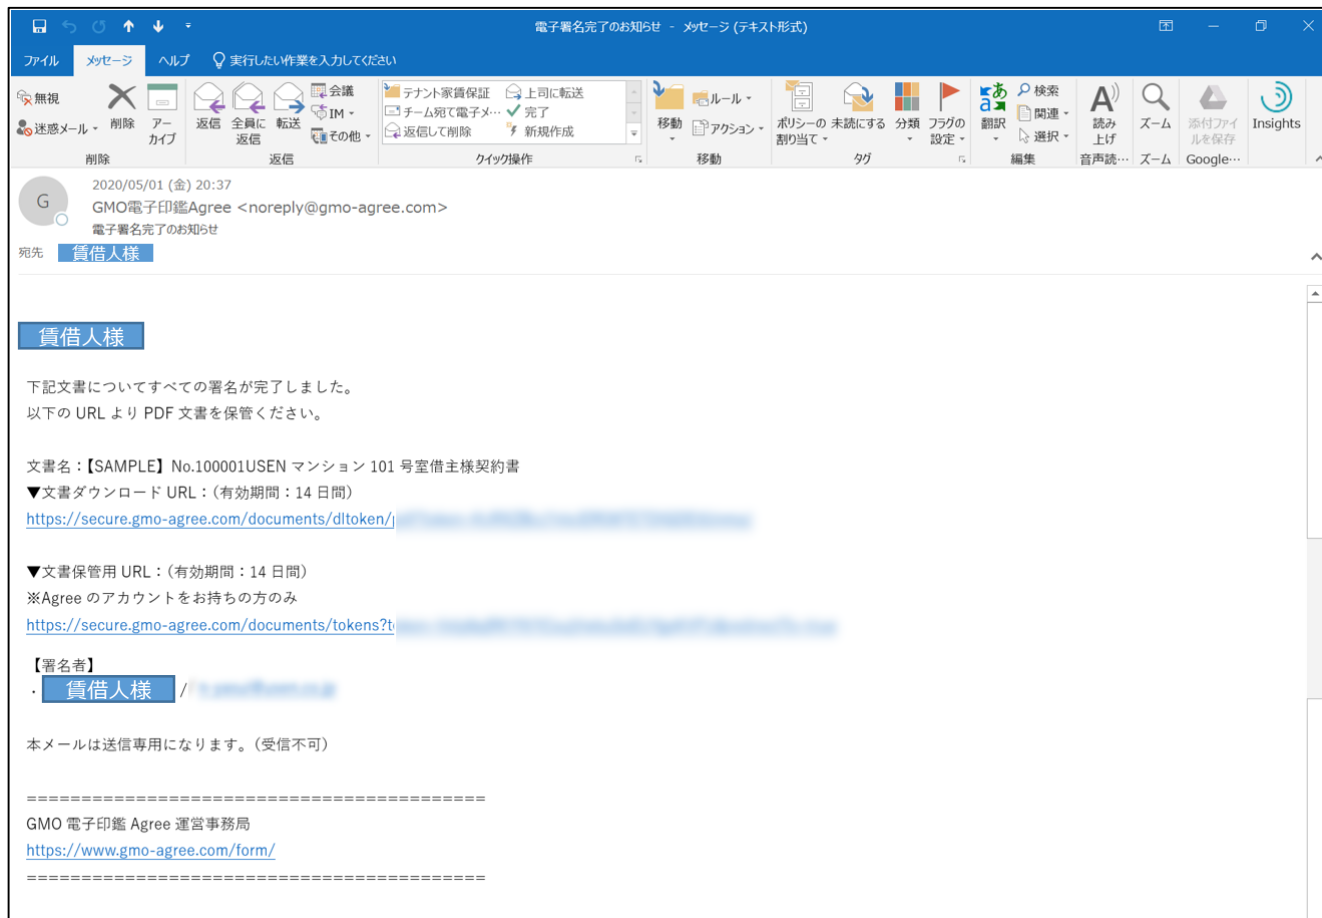 電子署名完了のお知らせ - メッセージ (テキスト形式)
ファイル メッセージ ヘルプ 実行したい作業を入力してください
無視
迷惑メール
削除
アーカイブ
削除
返信
全員に返信
転送
会議
IM
その他
返信
テナント家賃保証
チーム宛て電子メ…
返信して削除
上司に転送
完了
新規作成
クイック操作
移動
ルール
アクション
移動
ポリシーの割り当て
未読にする
分類
フラグの設定
タグ
あ
a
翻訳
検索
関連
選択
編集
A
読み上げ
音声読…
ズーム
ズーム
添付ファイルを保存
Google…
Insights
G
2020/05/01 (金) 20:37
GMO電子印鑑Agree <noreply@gmo-agree.com>
電子署名完了のお知らせ
宛先 賃借人様
賃借人様
下記文書についてすべての署名が完了しました。
以下の URL より PDF 文書を保管ください。
文書名：【SAMPLE】No.100001USEN マンション 101 号室借主様契約書
▼文書ダウンロード URL：(有効期間：14 日間)
https://secure.gmo-agree.com/documents/dltoken/
▼文書保管用 URL：(有効期間：14 日間)
※Agree のアカウントをお持ちの方のみ
https://secure.gmo-agree.com/documents/tokens?t
【署名者】
・賃借人様 /
本メールは送信専用になります。(受信不可)
==========================================
GMO 電子印鑑 Agree 運営事務局
https://www.gmo-agree.com/form/
==========================================